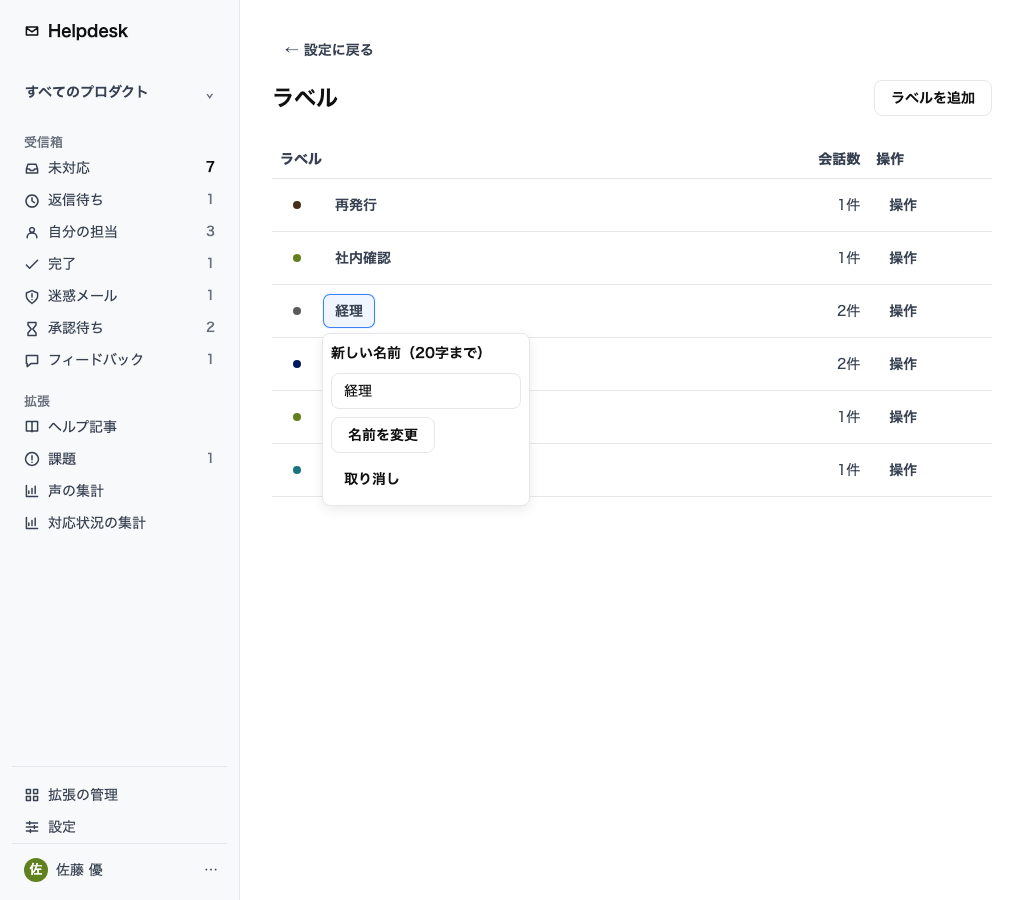 Helpdesk
すべてのプロダクト
受信箱
未対応 7
返信待ち 1
自分の担当 3
完了 1
迷惑メール 1
承認待ち 2
フィードバック 1
拡張
ヘルプ記事
課題 1
声の集計
対応状況の集計
拡張の管理
設定
佐 佐藤 優 …
← 設定に戻る
ラベル
ラベルを追加
ラベル 会話数 操作
再発行 1件 操作
社内確認 1件 操作
経理 2件 操作
2件 操作
1件 操作
1件 操作
新しい名前（20字まで）
経理
名前を変更
取り消し